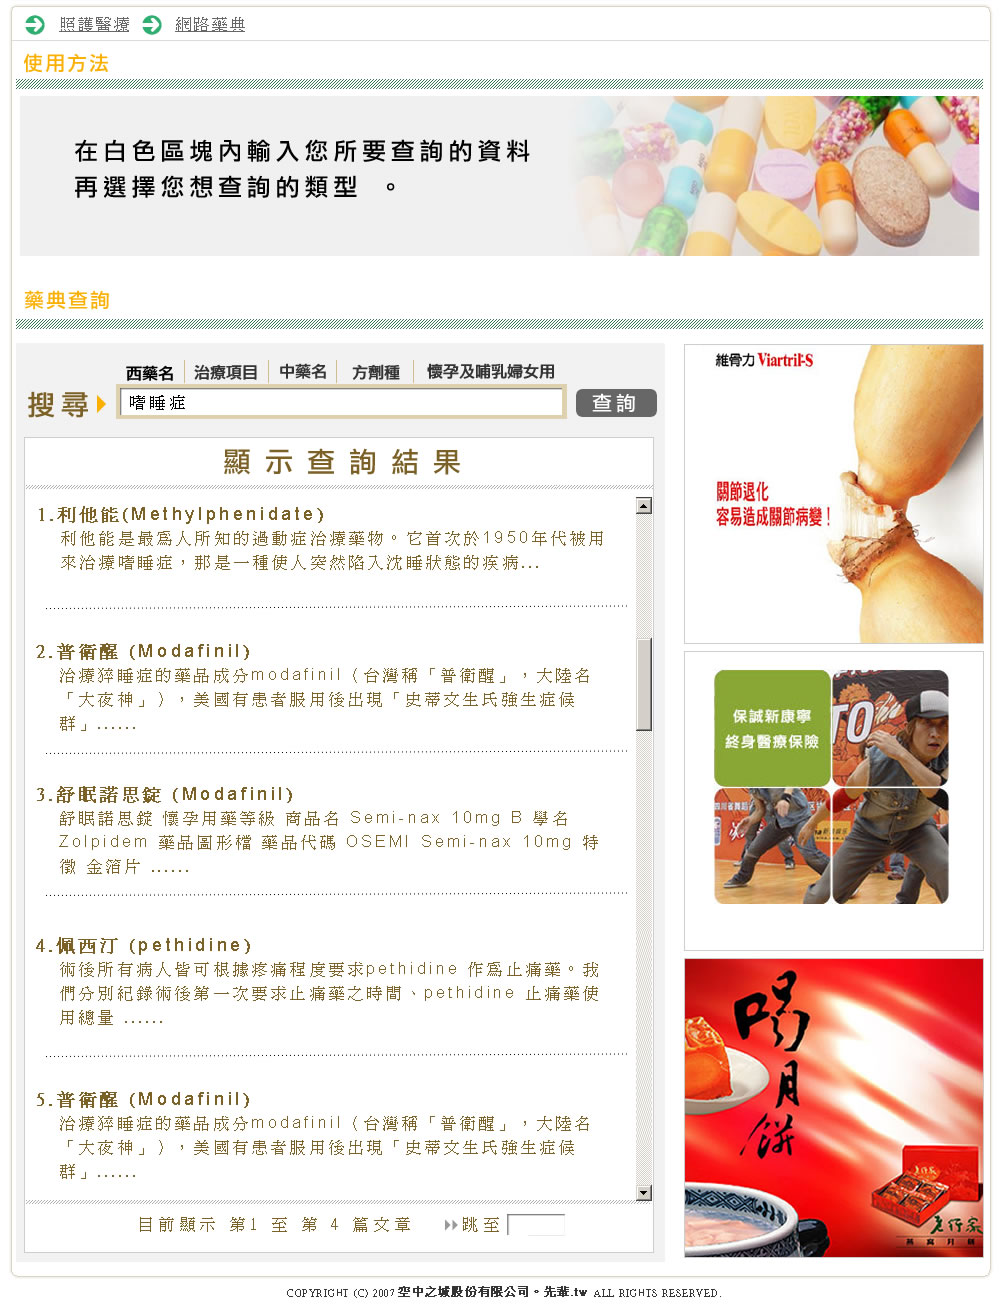 照護醫療 網路藥典
使用方法
在白色區塊內輸入您所要查詢的資料
再選擇您想查詢的類型 。
藥典查詢
西藥名 治療項目 中藥名 方劑種 懷孕及哺乳婦女用
搜尋 嗜睡症 查詢
顯示查詢結果
1.利他能(Methylphenidate)
利他能是最為人所知的過動症治療藥物。它首次於1950年代被用
來治療嗜睡症，那是一種使人突然陷入沈睡狀態的疾病...
2.普衛醒 (Modafinil)
治療猝睡症的藥品成分modafinil（台灣稱「普衛醒」，大陸名
「大夜神」），美國有患者服用後出現「史蒂文生氏強生症候
群」......
3.舒眠諾思錠 (Modafinil)
舒眠諾思錠 懷孕用藥等級 商品名 Semi-nax 10mg B 學名
Zolpidem 藥品圖形檔 藥品代碼 OSEMI Semi-nax 10mg 特
徵 金箔片 ......
4.佩西汀 (pethidine)
術後所有病人皆可根據疼痛程度要求pethidine 作為止痛藥。我
們分別紀錄術後第一次要求止痛藥之時間、pethidine 止痛藥使
用總量 ......
5.普衛醒 (Modafinil)
治療猝睡症的藥品成分modafinil（台灣稱「普衛醒」，大陸名
「大夜神」），美國有患者服用後出現「史蒂文生氏強生症候
群」......
目前顯示 第1 至 第 4 篇文章 跳至
維骨力 Viartril-S
關節退化
容易造成關節病變！
保誠新康寧
終身醫療保險
TO
喝月餅
老行家
燕窩月餅
COPYRIGHT (C) 2007 空中之城股份有限公司。先輩.tw ALL RIGHTS RESERVED.